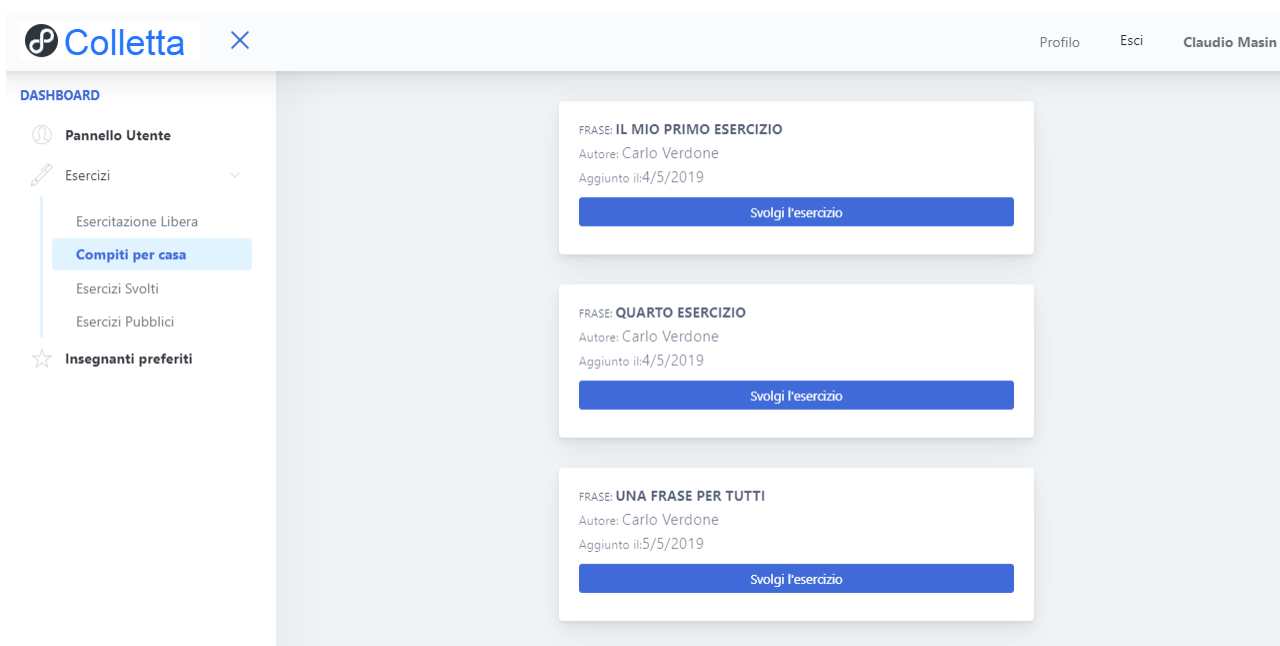 Colletta
Profilo Esci Claudio Masin
DASHBOARD
Pannello Utente
Esercizi
Esercitazione Libera
Compiti per casa
Esercizi Svolti
Esercizi Pubblici
Insegnanti preferiti
FRASE: IL MIO PRIMO ESERCIZIO
Autore: Carlo Verdone
Aggiunto il:4/5/2019
Svolgi l'esercizio
FRASE: QUARTO ESERCIZIO
Autore: Carlo Verdone
Aggiunto il:4/5/2019
Svolgi l'esercizio
FRASE: UNA FRASE PER TUTTI
Autore: Carlo Verdone
Aggiunto il:5/5/2019
Svolgi l'esercizio